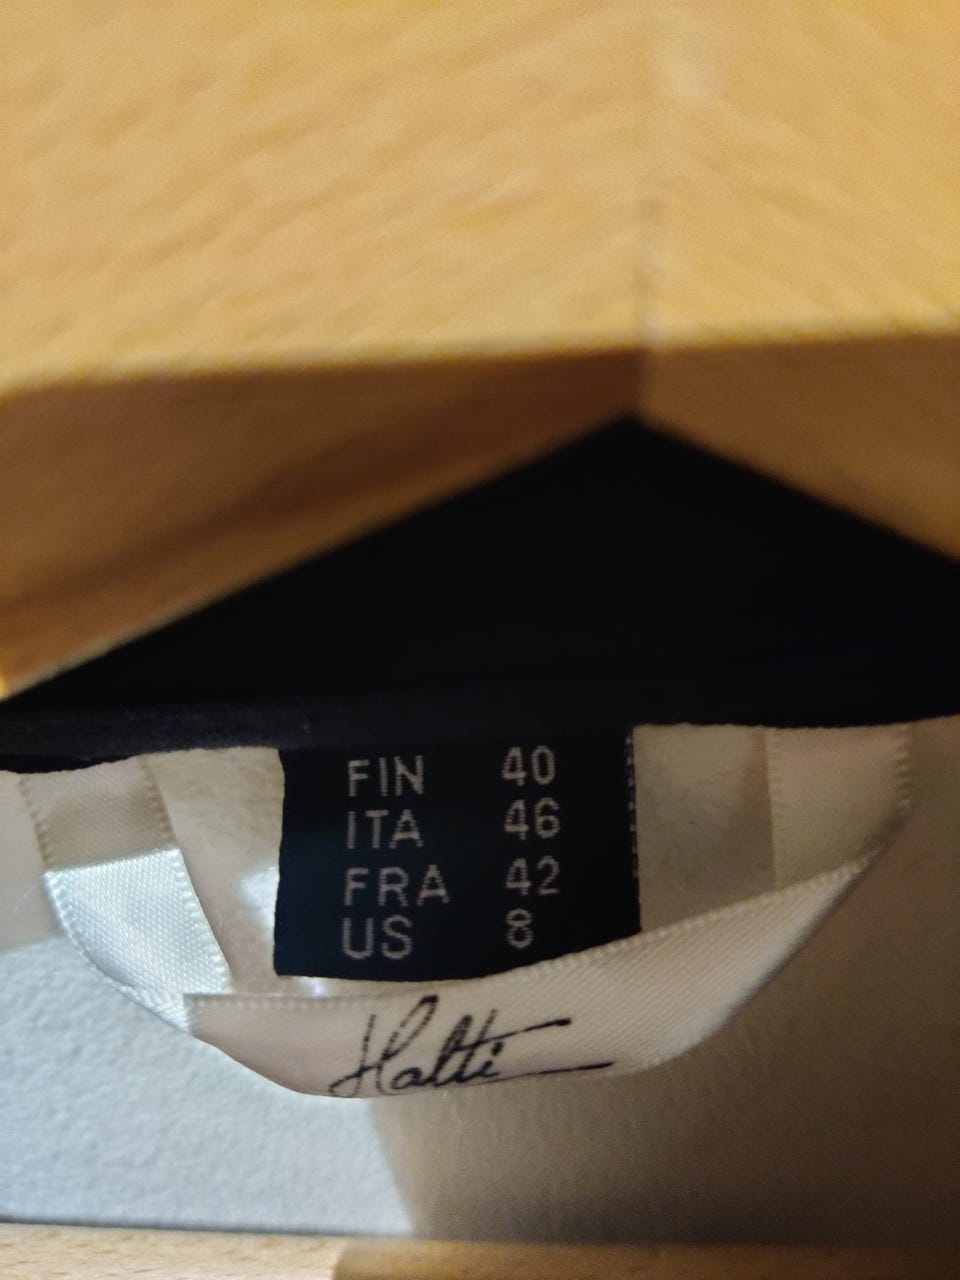 FIN 40
ITA 46
FRA 42
US 8
Halti